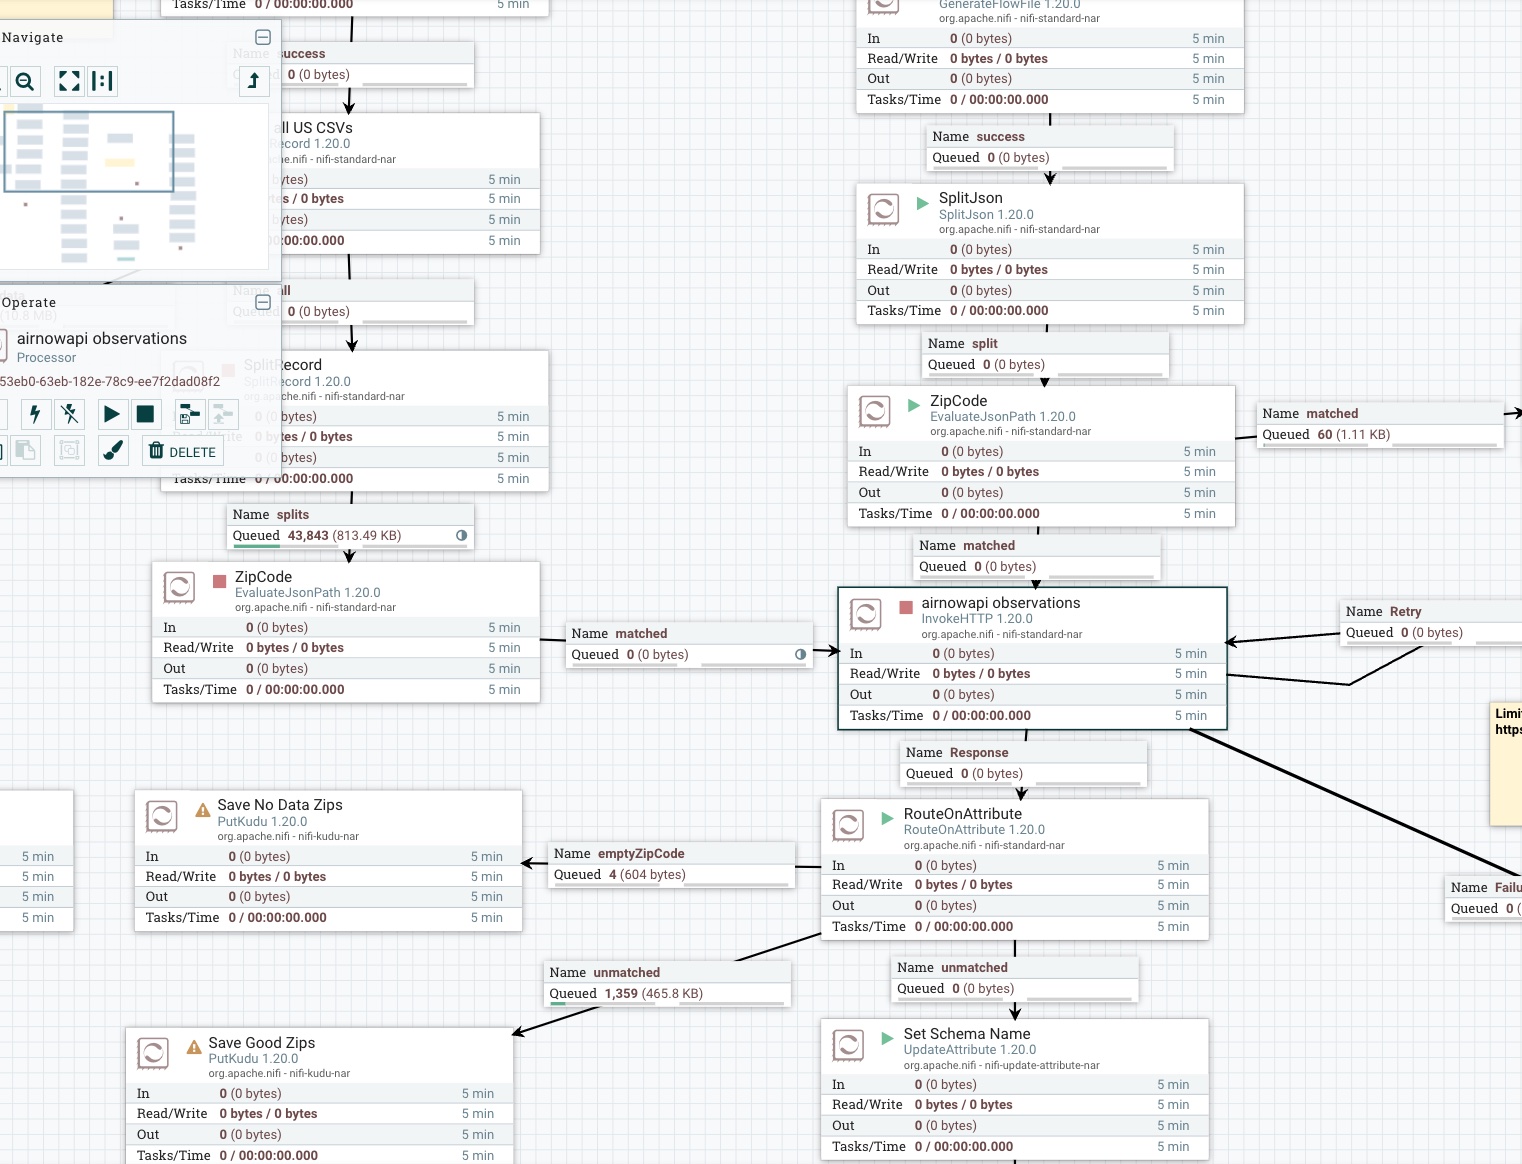 Tasks/Time 0 / 00:00:00.000 5 min
Name success
0 (0 bytes)
all US CSVs
Record 1.20.0
che.nifi - nifi-standard-nar
ytes) 5 min
s / 0 bytes 5 min
ytes) 5 min
00:00.000 5 min
Name all
Queued 0 (0 bytes)
(10.8 MB)
SplitRecord
SplitRecord 1.20.0
org.apache.nifi - nifi-standard-nar
0 (0 bytes) 5 min
0 bytes / 0 bytes 5 min
0 (0 bytes) 5 min
Tasks/Time 0 / 00:00:00.000 5 min
Navigate
Operate
airnowapi observations
Processor
53eb0-63eb-182e-78c9-ee7f2dad08f2
DELETE
Name splits
Queued 43,843 (813.49 KB)
ZipCode
EvaluateJsonPath 1.20.0
org.apache.nifi - nifi-standard-nar
In 0 (0 bytes) 5 min
Read/Write 0 bytes / 0 bytes 5 min
Out 0 (0 bytes) 5 min
Tasks/Time 0 / 00:00:00.000 5 min
Name matched
Queued 0 (0 bytes)
GenerateFlowFile 1.20.0
org.apache.nifi - nifi-standard-nar
In 0 (0 bytes) 5 min
Read/Write 0 bytes / 0 bytes 5 min
Out 0 (0 bytes) 5 min
Tasks/Time 0 / 00:00:00.000 5 min
Name success
Queued 0 (0 bytes)
SplitJson
SplitJson 1.20.0
org.apache.nifi - nifi-standard-nar
In 0 (0 bytes) 5 min
Read/Write 0 bytes / 0 bytes 5 min
Out 0 (0 bytes) 5 min
Tasks/Time 0 / 00:00:00.000 5 min
Name split
Queued 0 (0 bytes)
ZipCode
EvaluateJsonPath 1.20.0
org.apache.nifi - nifi-standard-nar
In 0 (0 bytes) 5 min
Read/Write 0 bytes / 0 bytes 5 min
Out 0 (0 bytes) 5 min
Tasks/Time 0 / 00:00:00.000 5 min
Name matched
Queued 60 (1.11 KB)
Name matched
Queued 0 (0 bytes)
airnowapi observations
InvokeHTTP 1.20.0
org.apache.nifi - nifi-standard-nar
In 0 (0 bytes) 5 min
Read/Write 0 bytes / 0 bytes 5 min
Out 0 (0 bytes) 5 min
Tasks/Time 0 / 00:00:00.000 5 min
Name Retry
Queued 0 (0 bytes)
Limi
https
Name Response
Queued 0 (0 bytes)
RouteOnAttribute
RouteOnAttribute 1.20.0
org.apache.nifi - nifi-standard-nar
In 0 (0 bytes) 5 min
Read/Write 0 bytes / 0 bytes 5 min
Out 0 (0 bytes) 5 min
Tasks/Time 0 / 00:00:00.000 5 min
Name Failu
Queued 0 (
5 min
5 min
5 min
5 min
Save No Data Zips
PutKudu 1.20.0
org.apache.nifi - nifi-kudu-nar
In 0 (0 bytes) 5 min
Read/Write 0 bytes / 0 bytes 5 min
Out 0 (0 bytes) 5 min
Tasks/Time 0 / 00:00:00.000 5 min
Name emptyZipCode
Queued 4 (604 bytes)
Name unmatched
Queued 1,359 (465.8 KB)
Name unmatched
Queued 0 (0 bytes)
Save Good Zips
PutKudu 1.20.0
org.apache.nifi - nifi-kudu-nar
In 0 (0 bytes) 5 min
Read/Write 0 bytes / 0 bytes 5 min
Out 0 (0 bytes) 5 min
Tasks/Time 0 / 00:00:00.000 5 min
Set Schema Name
UpdateAttribute 1.20.0
org.apache.nifi - nifi-update-attribute-nar
In 0 (0 bytes) 5 min
Read/Write 0 bytes / 0 bytes 5 min
Out 0 (0 bytes) 5 min
Tasks/Time 0 / 00:00:00.000 5 min